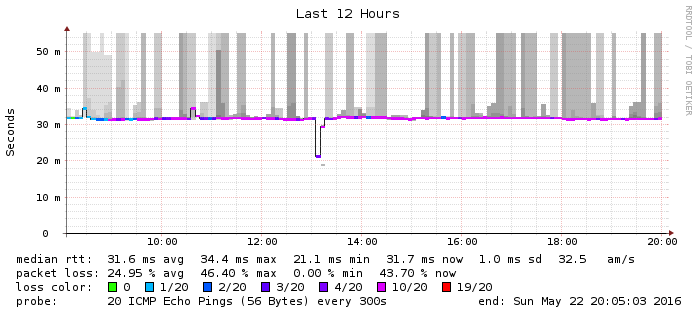 Last 12 Hours
RRDTOOL / TOBI OETIKER
Seconds
50 m
40 m
30 m
20 m
10 m
0
10:00 12:00 14:00 16:00 18:00 20:00
median rtt: 31.6 ms avg 34.4 ms max 21.1 ms min 31.7 ms now 1.0 ms sd 32.5 am/s
packet loss: 24.95 % avg 46.40 % max 0.00 % min 43.70 % now
loss color: 0 1/20 2/20 3/20 4/20 10/20 19/20
probe: 20 ICMP Echo Pings (56 Bytes) every 300s end: Sun May 22 20:05:03 2016